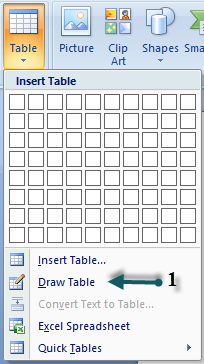 Table
Picture
Clip
Art
Shapes
Sma
Insert Table
Insert Table...
Draw Table
1
Convert Text to Table...
Excel Spreadsheet
Quick Tables